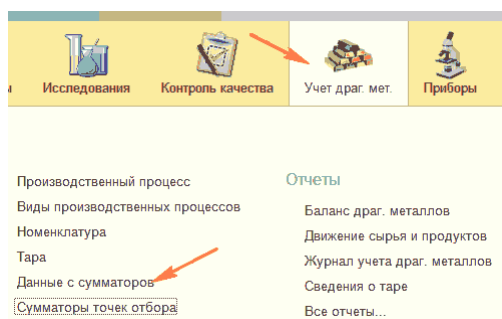 ы Исследования Контроль качества Учет драг. мет. Приборы
Производственный процесс
Виды производственных процессов
Номенклатура
Тара
Данные с сумматоров
Сумматоры точек отбора
Отчеты
Баланс драг. металлов
Движение сырья и продуктов
Журнал учета драг. металлов
Сведения о таре
Все отчеты...